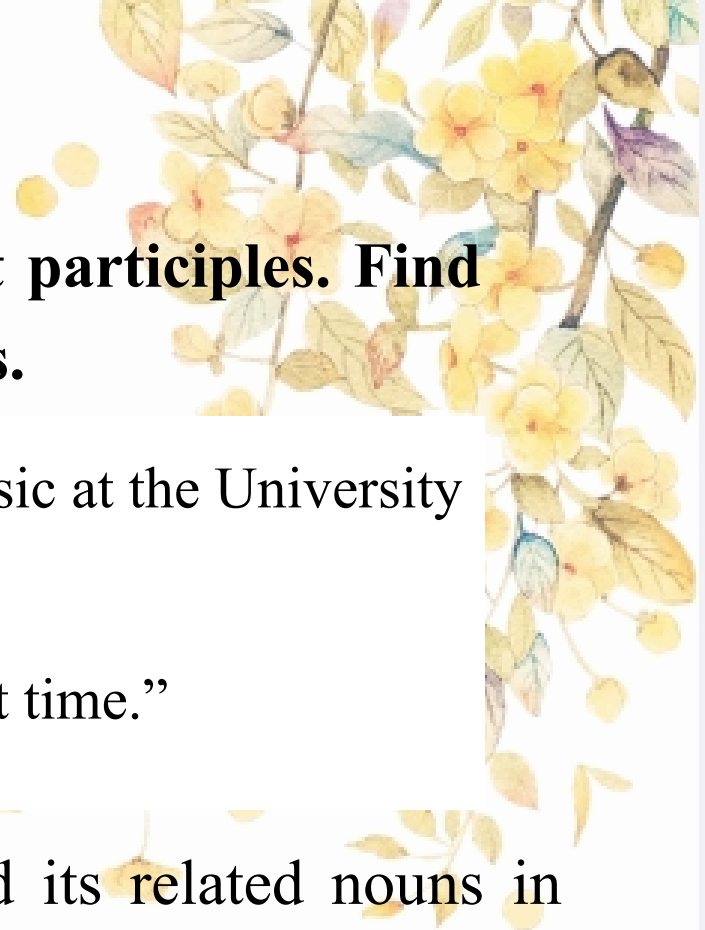 participles. Find
s.
sic at the University
t time.”
d its related nouns in